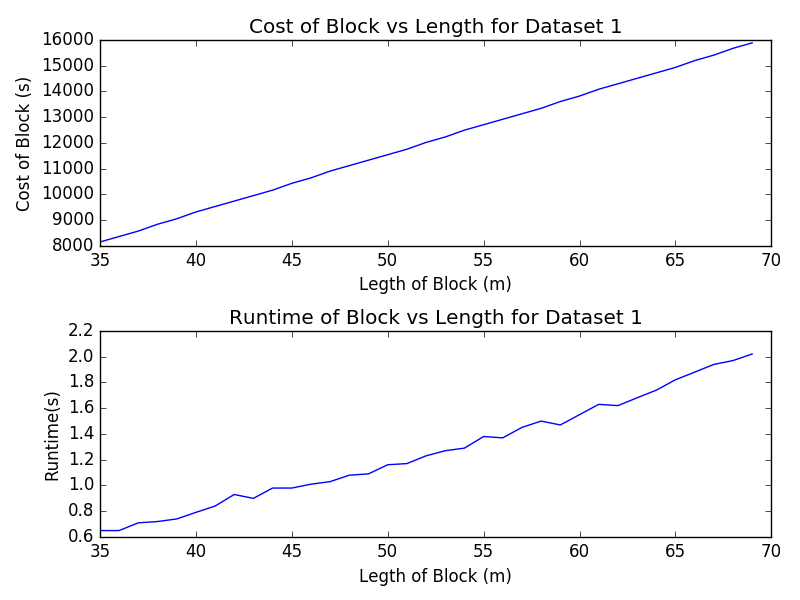 Cost of Block vs Length for Dataset 1
16000
15000
14000
13000
12000
11000
10000
9000
8000
Cost of Block (s)
35 40 45 50 55 60 65 70
Legth of Block (m)
Runtime of Block vs Length for Dataset 1
2.2
2.0
1.8
1.6
1.4
1.2
1.0
0.8
0.6
Runtime(s)
35 40 45 50 55 60 65 70
Legth of Block (m)